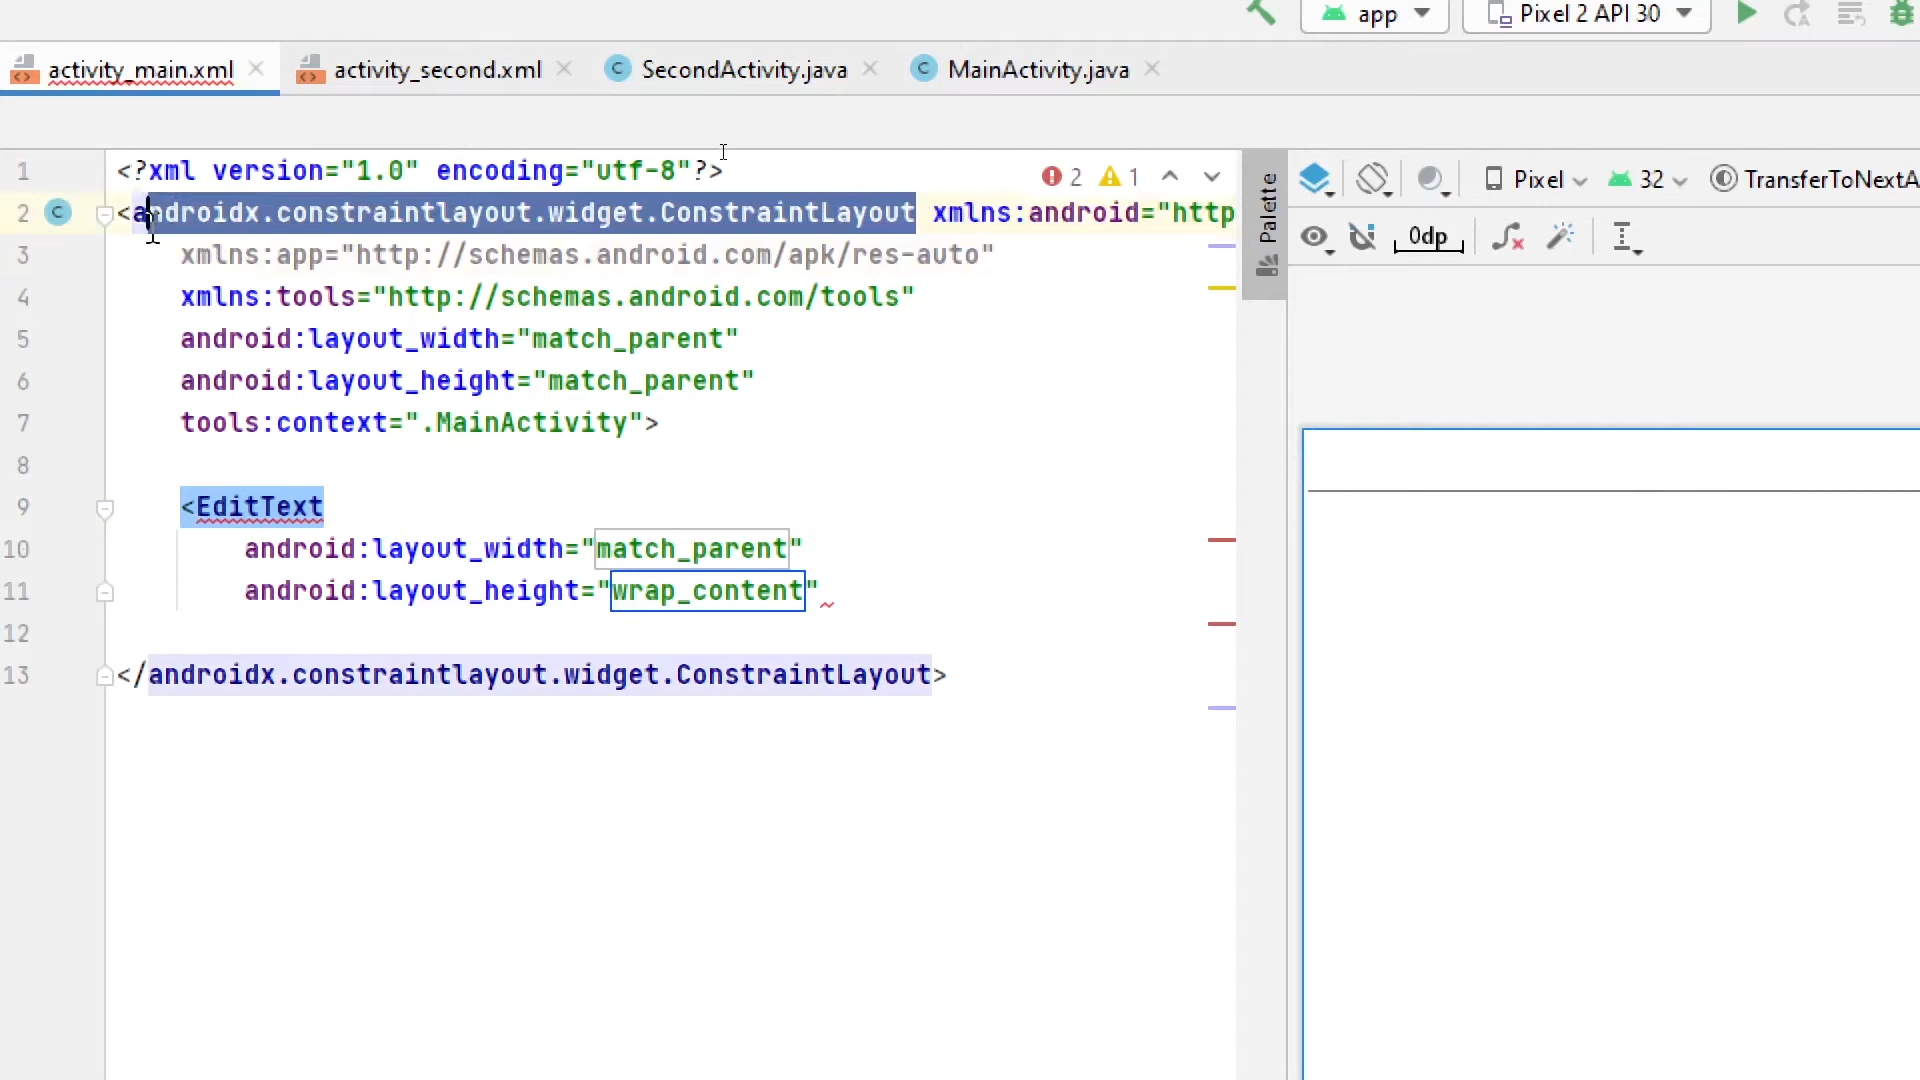 app
Pixel 2 API 30
activity_main.xml
activity_second.xml
SecondActivity.java
MainActivity.java
1 <?xml version="1.0" encoding="utf-8"?>
2 1
2 <androidx.constraintlayout.widget.ConstraintLayout xmlns:android="http
3 xmlns:app="http://schemas.android.com/apk/res-auto"
4 xmlns:tools="http://schemas.android.com/tools"
5 android:layout_width="match_parent"
6 android:layout_height="match_parent"
7 tools:context=".MainActivity">
8
9 <EditText
10 android:layout_width="match_parent"
11 android:layout_height="wrap_content"
12
13 </androidx.constraintlayout.widget.ConstraintLayout>
Palette
Pixel
32
TransferToNextA
0dp